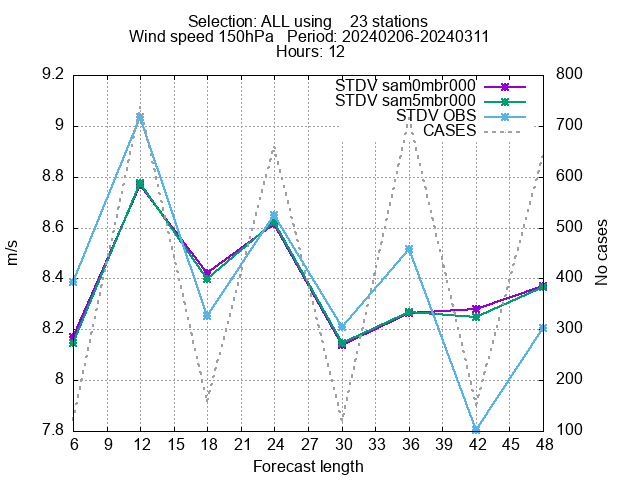 Selection: ALL using    23 stations
Wind speed 150hPa   Period: 20240206-20240311
Hours: 12
9.2
9
8.8
8.6
8.4
8.2
8
7.8
m/s
STDV sam0mbr000
STDV sam5mbr000
STDV OBS
CASES
800
700
600
500
400
300
200
100
No cases
6 9 12 15 18 21 24 27 30 33 36 39 42 45 48
Forecast length